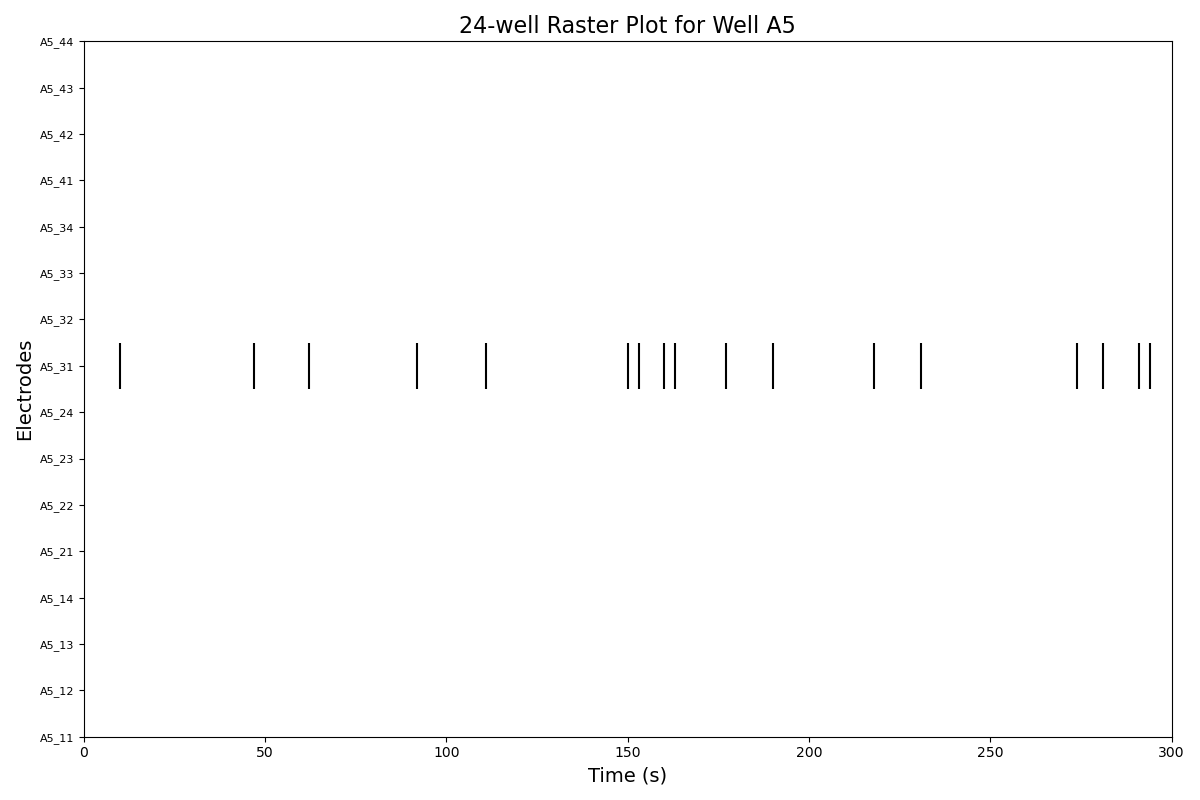 24-well Raster Plot for Well A5
A5_44
A5_43
A5_42
A5_41
A5_34
A5_33
A5_32
A5_31
A5_24
A5_23
A5_22
A5_21
A5_14
A5_13
A5_12
A5_11
Electrodes
0 50 100 150 200 250 300
Time (s)